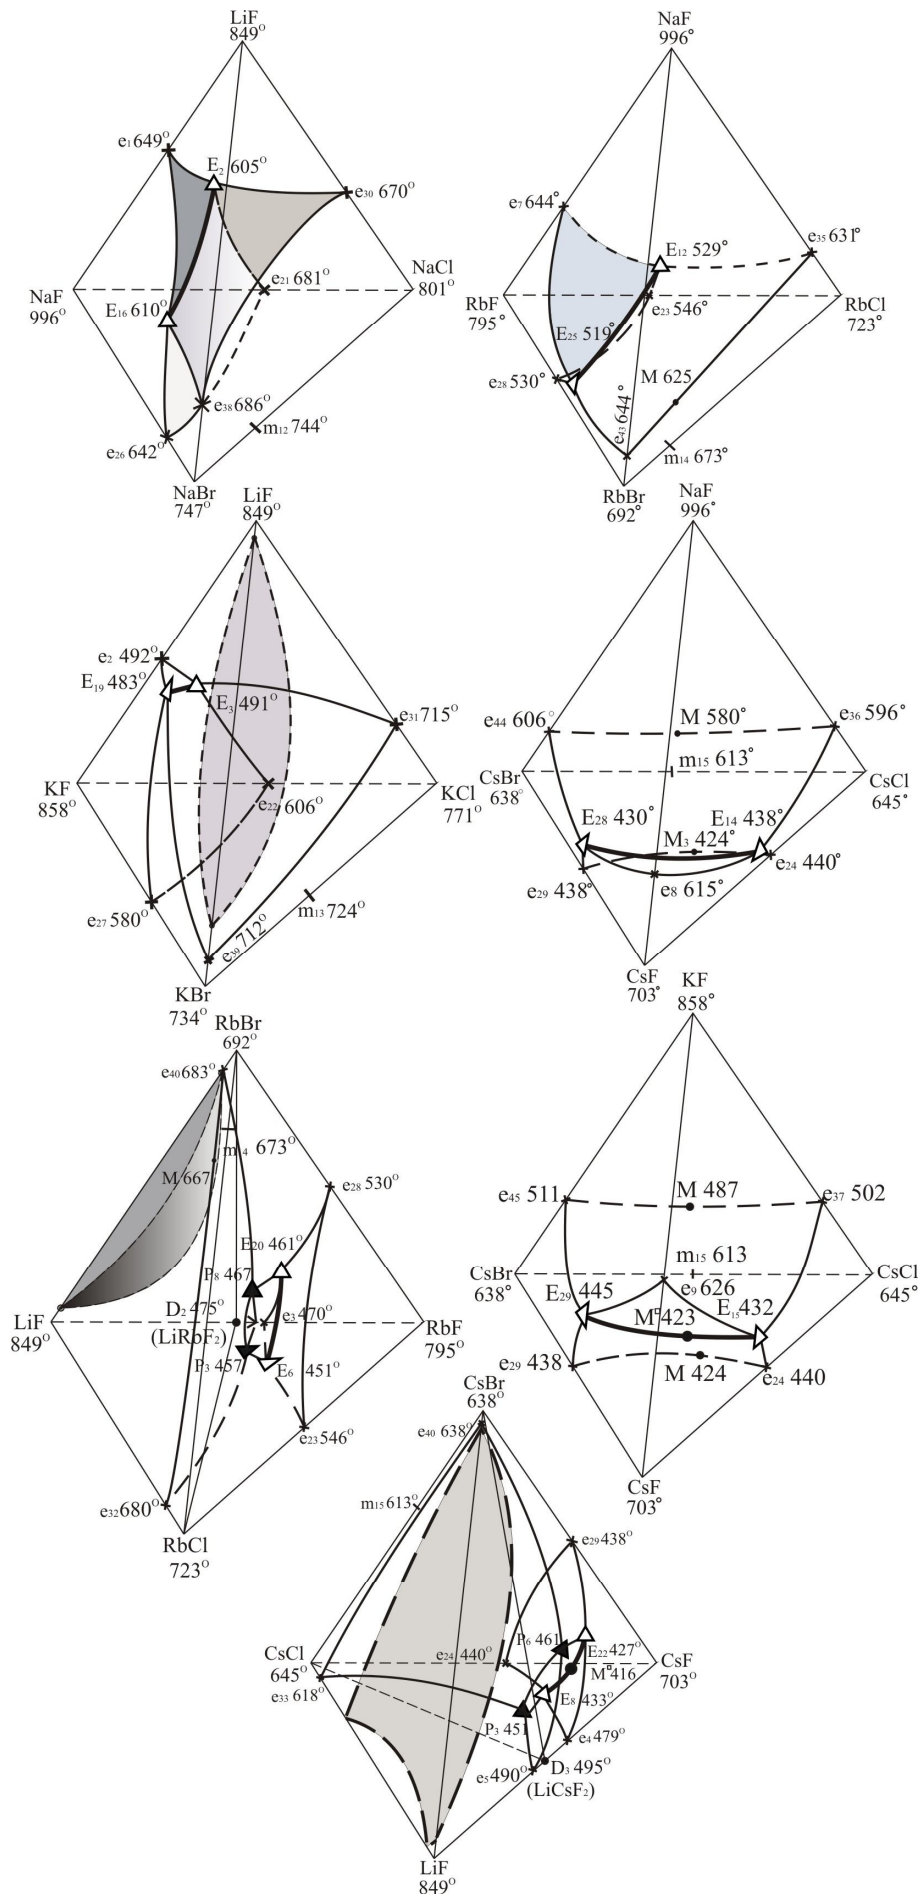 LiF
849°
e₁649°
E₂ 605°
e₃₀ 670°
NaF
996°
E₁₆ 610°
e₂₁ 681°
NaCl
801°
e₃₈686°
m₁₂ 744°
e₂₆ 642°
NaBr
747°
NaF
996°
e₇ 644°
E₁₂ 529°
e₃₅ 631°
RbF
795°
e₂₃ 546°
RbCl
723°
E₂₅ 519°
e₂₈ 530°
M 625
e₄₃ 644°
m₁₄ 673°
RbBr
692°
LiF
849°
e₂ 492°
E₁₉ 483°
E₃ 491°
e₃₁ 715°
KF
858°
e₂₂ 606°
KCl
771°
e₂₇ 580°
e₃₉ 712°
m₁₃ 724°
KBr
734°
NaF
996°
e₄₄ 606°
M 580°
e₃₆ 596°
CsBr
638°
m₁₅ 613°
CsCl
645°
E₂₈ 430°
E₁₄ 438°
M₃ 424°
e₂₄ 440°
e₂₉ 438°
e₈ 615°
CsF
703°
RbBr
692°
e₄₀ 683°
673°
M 667
e₂₈ 530°
E₂₀ 461°
P₈ 467
D₂ 475°
(LiRbF₂)
e₃ 470°
LiF
849°
RbF
795°
P₃ 457
E₆ 451°
e₂₃ 546°
e₃₂ 680°
RbCl
723°
KF
858°
e₄₅ 511
M 487
e₃₇ 502
CsBr
638°
m₁₅ 613
e₉ 626
CsCl
645°
E₂₉ 445
M 423
E₁₅ 432
e₂₉ 438
M 424
e₂₄ 440
CsF
703°
CsBr
638°
e₄₀ 638°
m₁₅ 613°
e₂₉ 438°
CsCl
645°
e₂₄ 440°
P₆ 461
E₂₂ 427°
M 416
CsF
703°
e₃₃ 618°
E₈ 433°
P₃ 451
e₄ 479°
e₅ 490°
D₃ 495°
(LiCsF₂)
LiF
849°